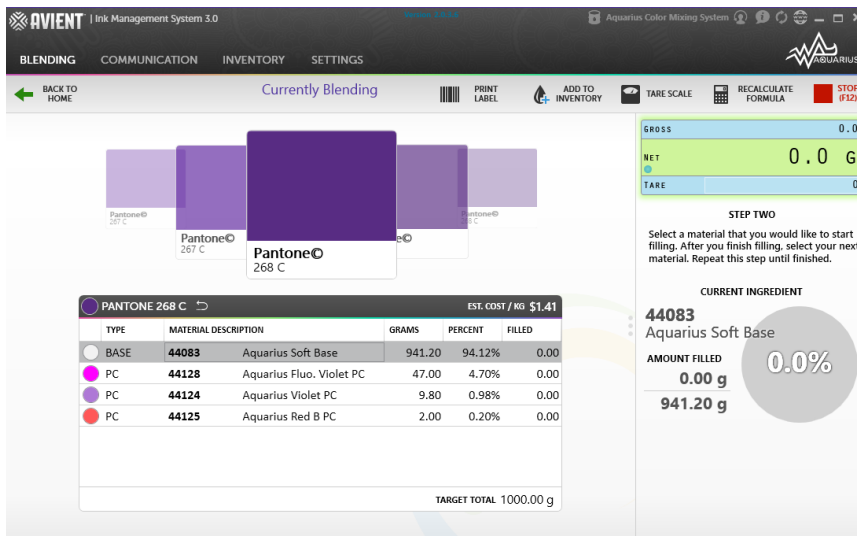 AVIENT | Ink Management System 3.0
Aquarius Color Mixing System
BLENDING COMMUNICATION INVENTORY SETTINGS
AQUARIUS
BACK TO
HOME
Currently Blending
PRINT
LABEL
ADD TO
INVENTORY
TARE SCALE
RECALCULATE
FORMULA
STOP
(F12)
Pantone©
267 C
Pantone©
267 C
Pantone©
268 C
e©
Pantone©
GROSS 0.0
NET 0.0 G
TARE 0
STEP TWO
Select a material that you would like to start
filling. After you finish filling, select your next
material. Repeat this step until finished.
CURRENT INGREDIENT
44083
Aquarius Soft Base
AMOUNT FILLED
0.00 g
941.20 g
0.0%
PANTONE 268 C EST. COST / KG $1.41
TYPE MATERIAL DESCRIPTION GRAMS PERCENT FILLED
BASE 44083 Aquarius Soft Base 941.20 94.12% 0.00
PC 44128 Aquarius Fluo. Violet PC 47.00 4.70% 0.00
PC 44124 Aquarius Violet PC 9.80 0.98% 0.00
PC 44125 Aquarius Red B PC 2.00 0.20% 0.00
TARGET TOTAL 1000.00 g